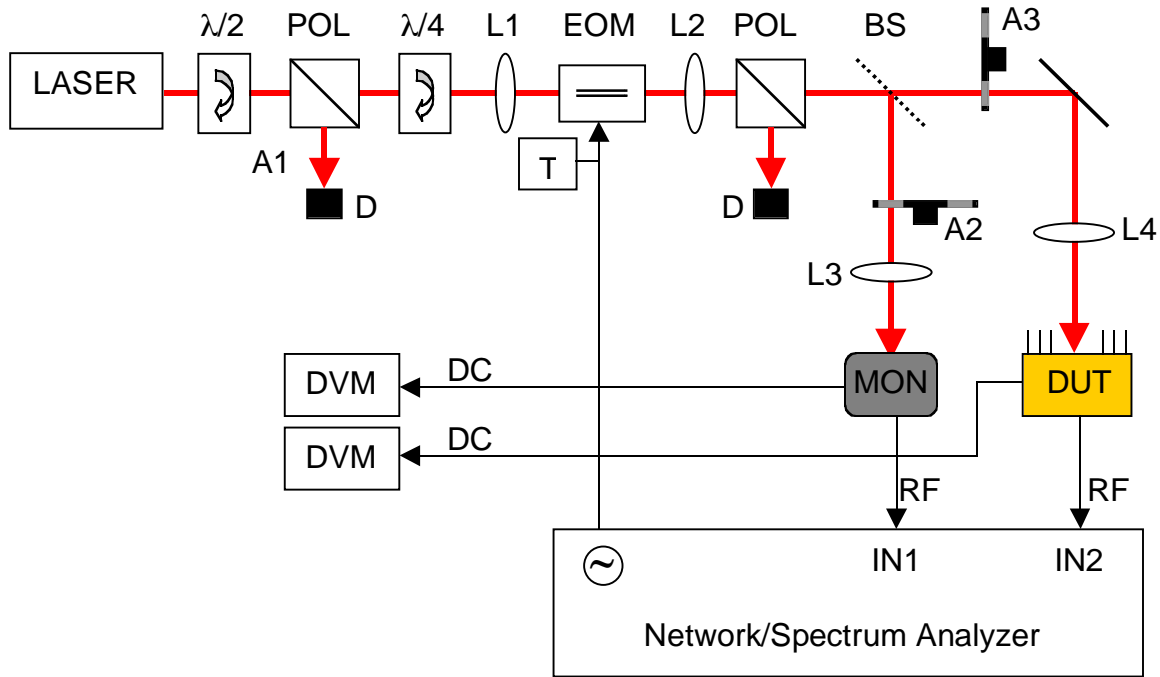 λ/2 POL λ/4 L1 EOM L2 POL BS A3
LASER
A1
T
D
D
A2
L4
L3
DVM
DC
MON
DUT
DVM
DC
RF
RF
~
IN1
IN2
Network/Spectrum Analyzer